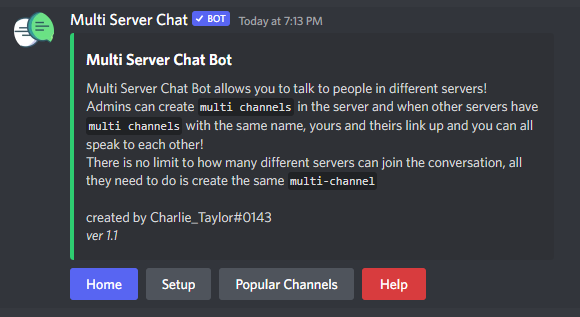 Multi Server Chat ✓ BOT Today at 7:13 PM
Multi Server Chat Bot
Multi Server Chat Bot allows you to talk to people in different servers!
Admins can create multi channels in the server and when other servers have
multi channels with the same name, yours and theirs link up and you can all
speak to each other!
There is no limit to how many different servers can join the conversation, all
they need to do is create the same multi-channel
created by Charlie_Taylor#0143
ver 1.1
Home Setup Popular Channels Help